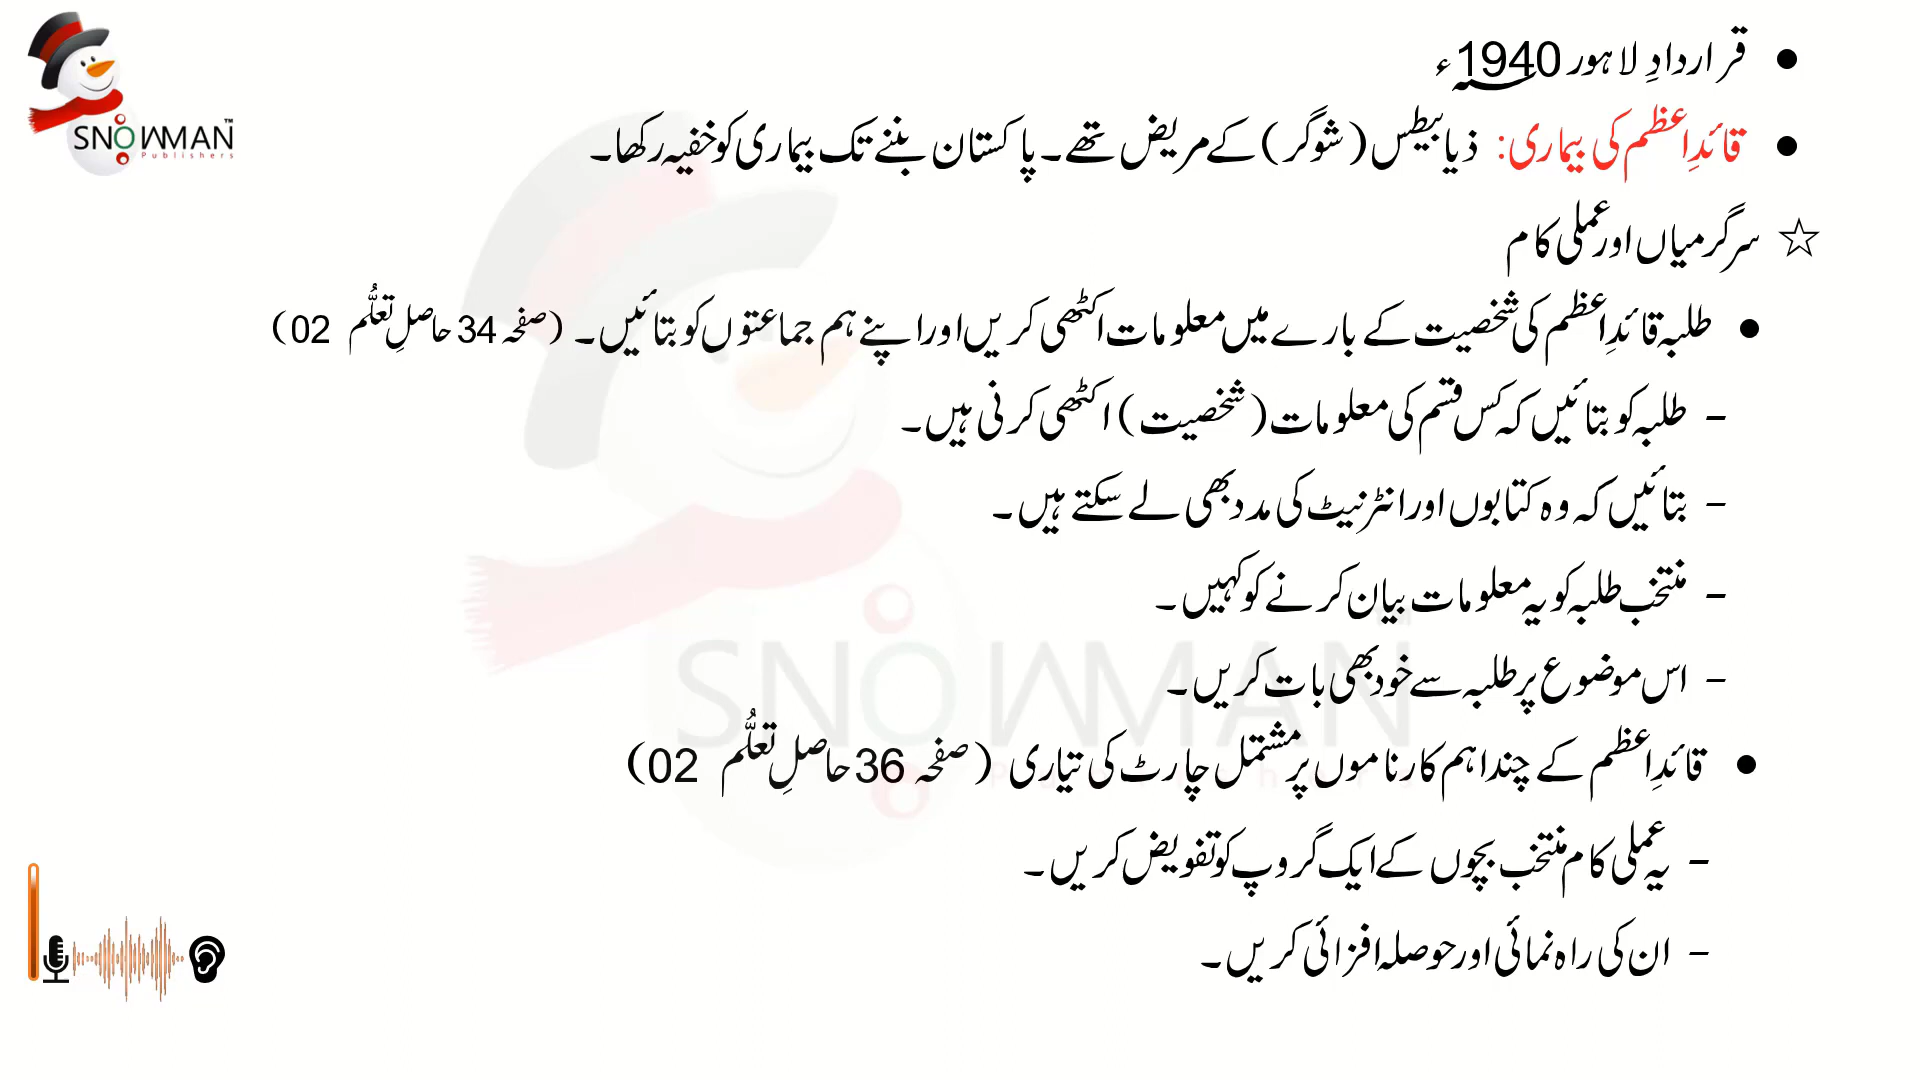 SNOWMAN™
Publishers
• قراردادِ لاہور 1940ء
• قائدِاعظم کی بیماری: ذیابیطس (شوگر) کے مریض تھے۔ پاکستان بننے تک بیماری کو خفیہ رکھا۔
☆ سرگرمیاں اور عملی کام
• طلبہ قائدِاعظم کی شخصیت کے بارے میں معلومات اکٹھی کریں اور اپنے ہم جماعتوں کو بتائیں۔ (صفحہ 34 حاصلِ تعلُّم 02)
- طلبہ کو بتائیں کہ کس قسم کی معلومات (شخصیت) اکٹھی کرنی ہیں۔
- بتائیں کہ وہ کتابوں اور انٹرنیٹ کی مدد بھی لے سکتے ہیں۔
- منتخب طلبہ کو یہ معلومات بیان کرنے کو کہیں۔
- اس موضوع پر طلبہ سے خود بھی بات کریں۔
• قائدِاعظم کے چند اہم کارناموں پر مشتمل چارٹ کی تیاری (صفحہ 36 حاصلِ تعلُّم 02)
- یہ عملی کام منتخب بچوں کے ایک گروپ کو تفویض کریں۔
- ان کی راہ نمائی اور حوصلہ افزائی کریں۔